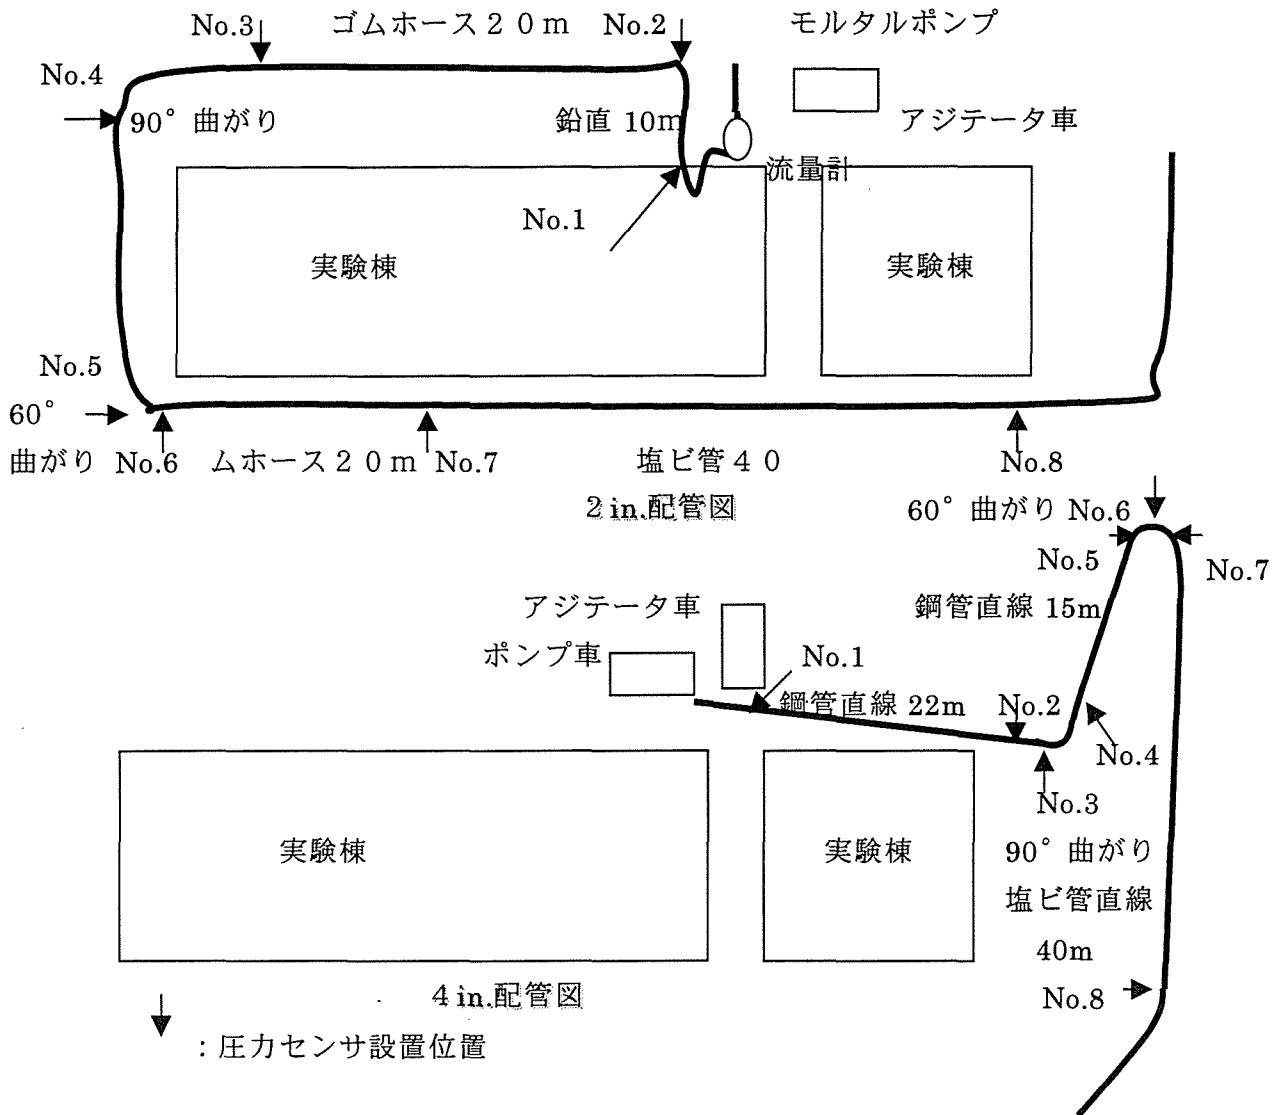 No.3 ゴムホース20m No.2 モルタルポンプ
No.4
90°曲がり 鉛直 10m アジテータ車
流量計
No.1
実験棟 実験棟
No.5
60°
曲がり No.6 ムホース20m No.7 塩ビ管40 No.8
2in.配管図 60°曲がり No.6
No.5 No.7
アジテータ車 鋼管直線 15m
ポンプ車 No.1
鋼管直線 22m No.2
No.4
No.3
実験棟 実験棟 90°曲がり
塩ビ管直線
40m
4in.配管図 No.8
:圧力センサ設置位置